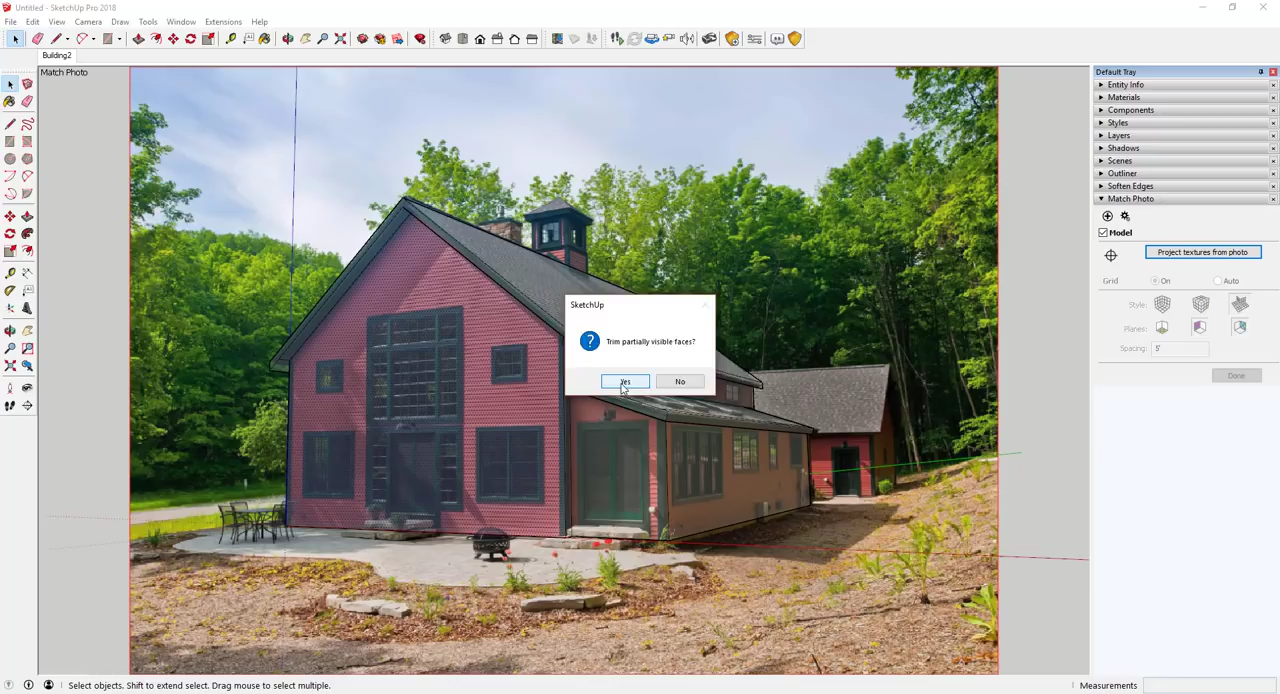 Untitled - SketchUp Pro 2018
File Edit View Camera Draw Tools Window Extensions Help
Building2
Match Photo
Default Tray
Entity Info
Materials
Components
Styles
Layers
Shadows
Scenes
Outliner
Soften Edges
Match Photo
Model
Project textures from photo
Grid On Auto
Style:
Planes:
Spacing: 5'
Done
SketchUp
Trim partially visible faces?
Yes No
Select objects. Shift to extend select. Drag mouse to select multiple.
Measurements